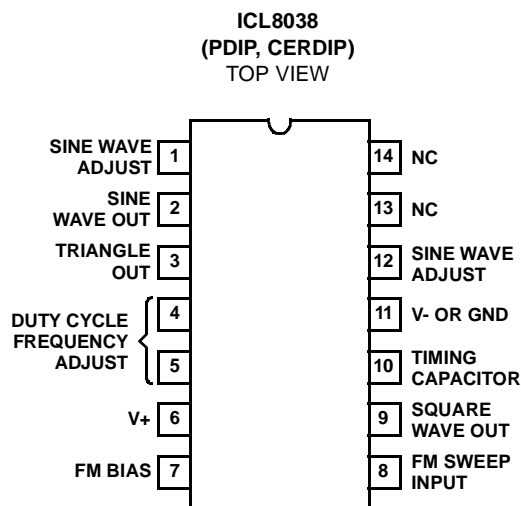 ICL8038
(PDIP, CERDIP)
TOP VIEW
SINE WAVE
ADJUST
1
SINE
WAVE OUT
2
TRIANGLE
OUT
3
DUTY CYCLE
FREQUENCY
ADJUST
4
5
V+
6
FM BIAS
7
14
NC
13
NC
12
SINE WAVE
ADJUST
11
V- OR GND
10
TIMING
CAPACITOR
9
SQUARE
WAVE OUT
8
FM SWEEP
INPUT